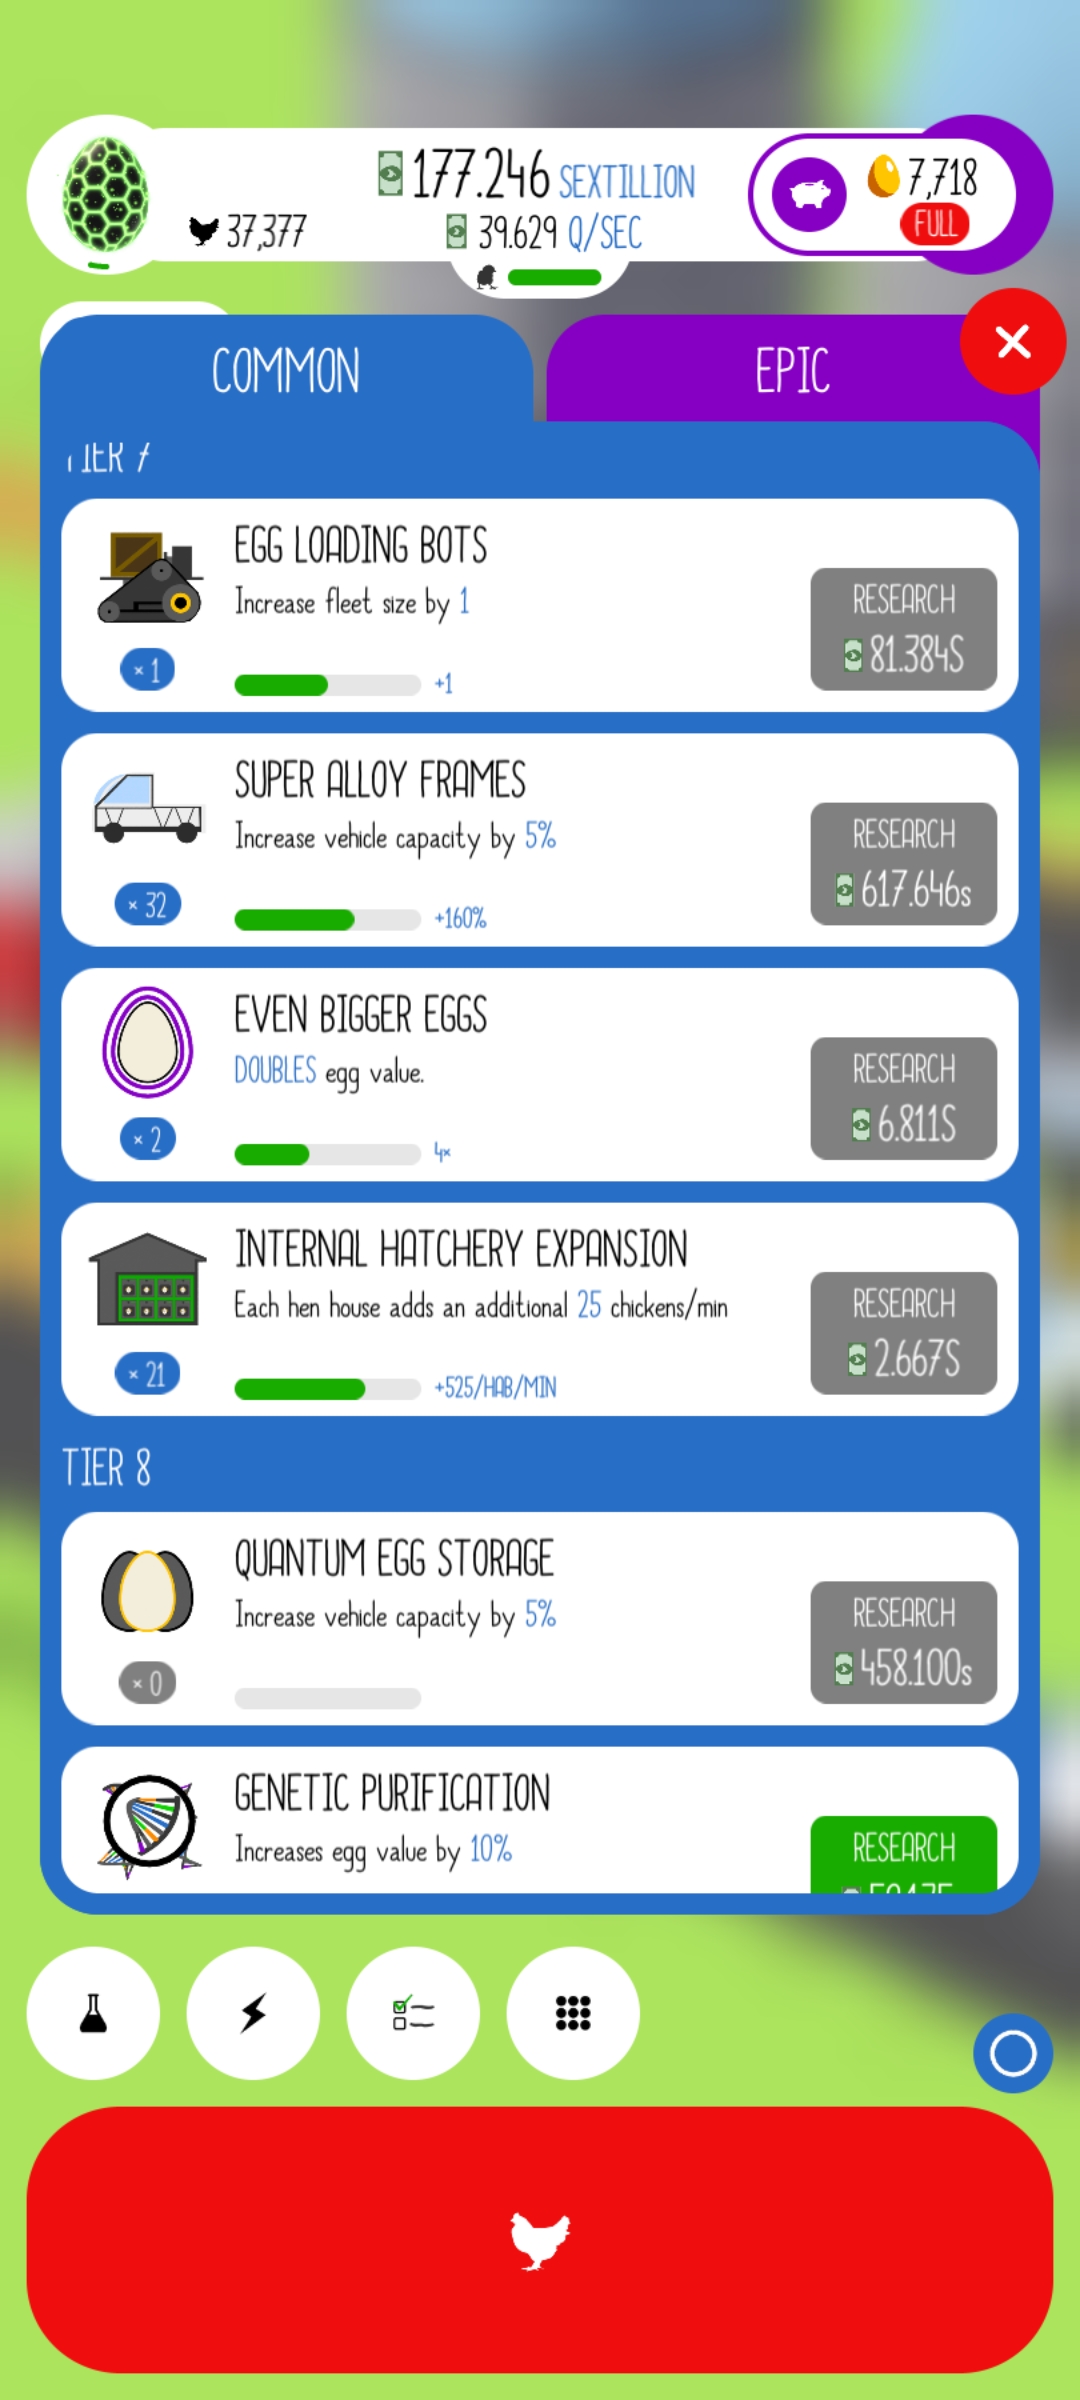 177.246 SEXTILLION
37,377
39.629 Q/SEC
7,718
FULL
COMMON
EPIC
TIER 7
EGG LOADING BOTS
Increase fleet size by 1
× 1
+1
RESEARCH
81.384S
SUPER ALLOY FRAMES
Increase vehicle capacity by 5%
× 32
+160%
RESEARCH
617.646s
EVEN BIGGER EGGS
DOUBLES egg value.
× 2
4×
RESEARCH
6.811S
INTERNAL HATCHERY EXPANSION
Each hen house adds an additional 25 chickens/min
× 21
+525/HAB/MIN
RESEARCH
2.667S
TIER 8
QUANTUM EGG STORAGE
Increase vehicle capacity by 5%
× 0
RESEARCH
458.100s
GENETIC PURIFICATION
Increases egg value by 10%
RESEARCH